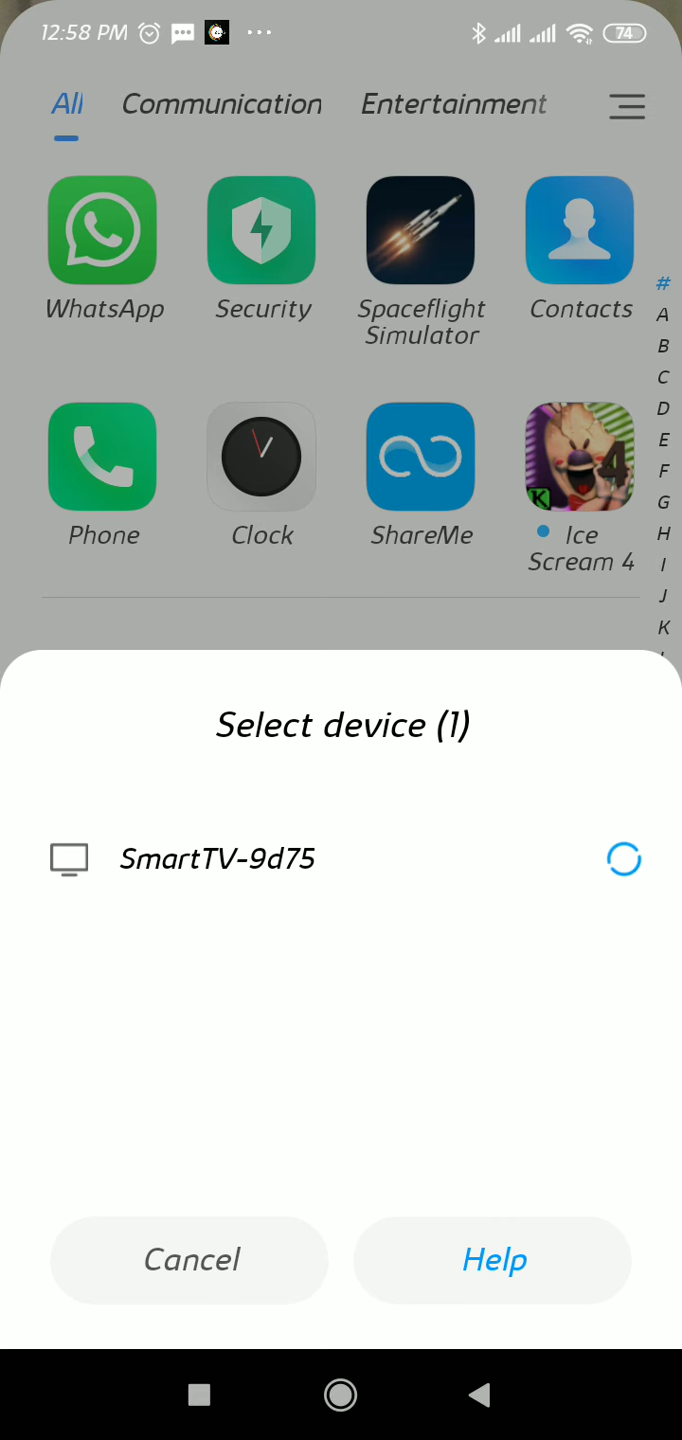 12:58 PM
74
All Communication Entertainment
WhatsApp Security Spaceflight Simulator Contacts
#
A
B
C
D
E
F
G
H
I
J
K
Phone Clock ShareMe Ice Scream 4
4
K
Select device (1)
SmartTV-9d75
Cancel Help